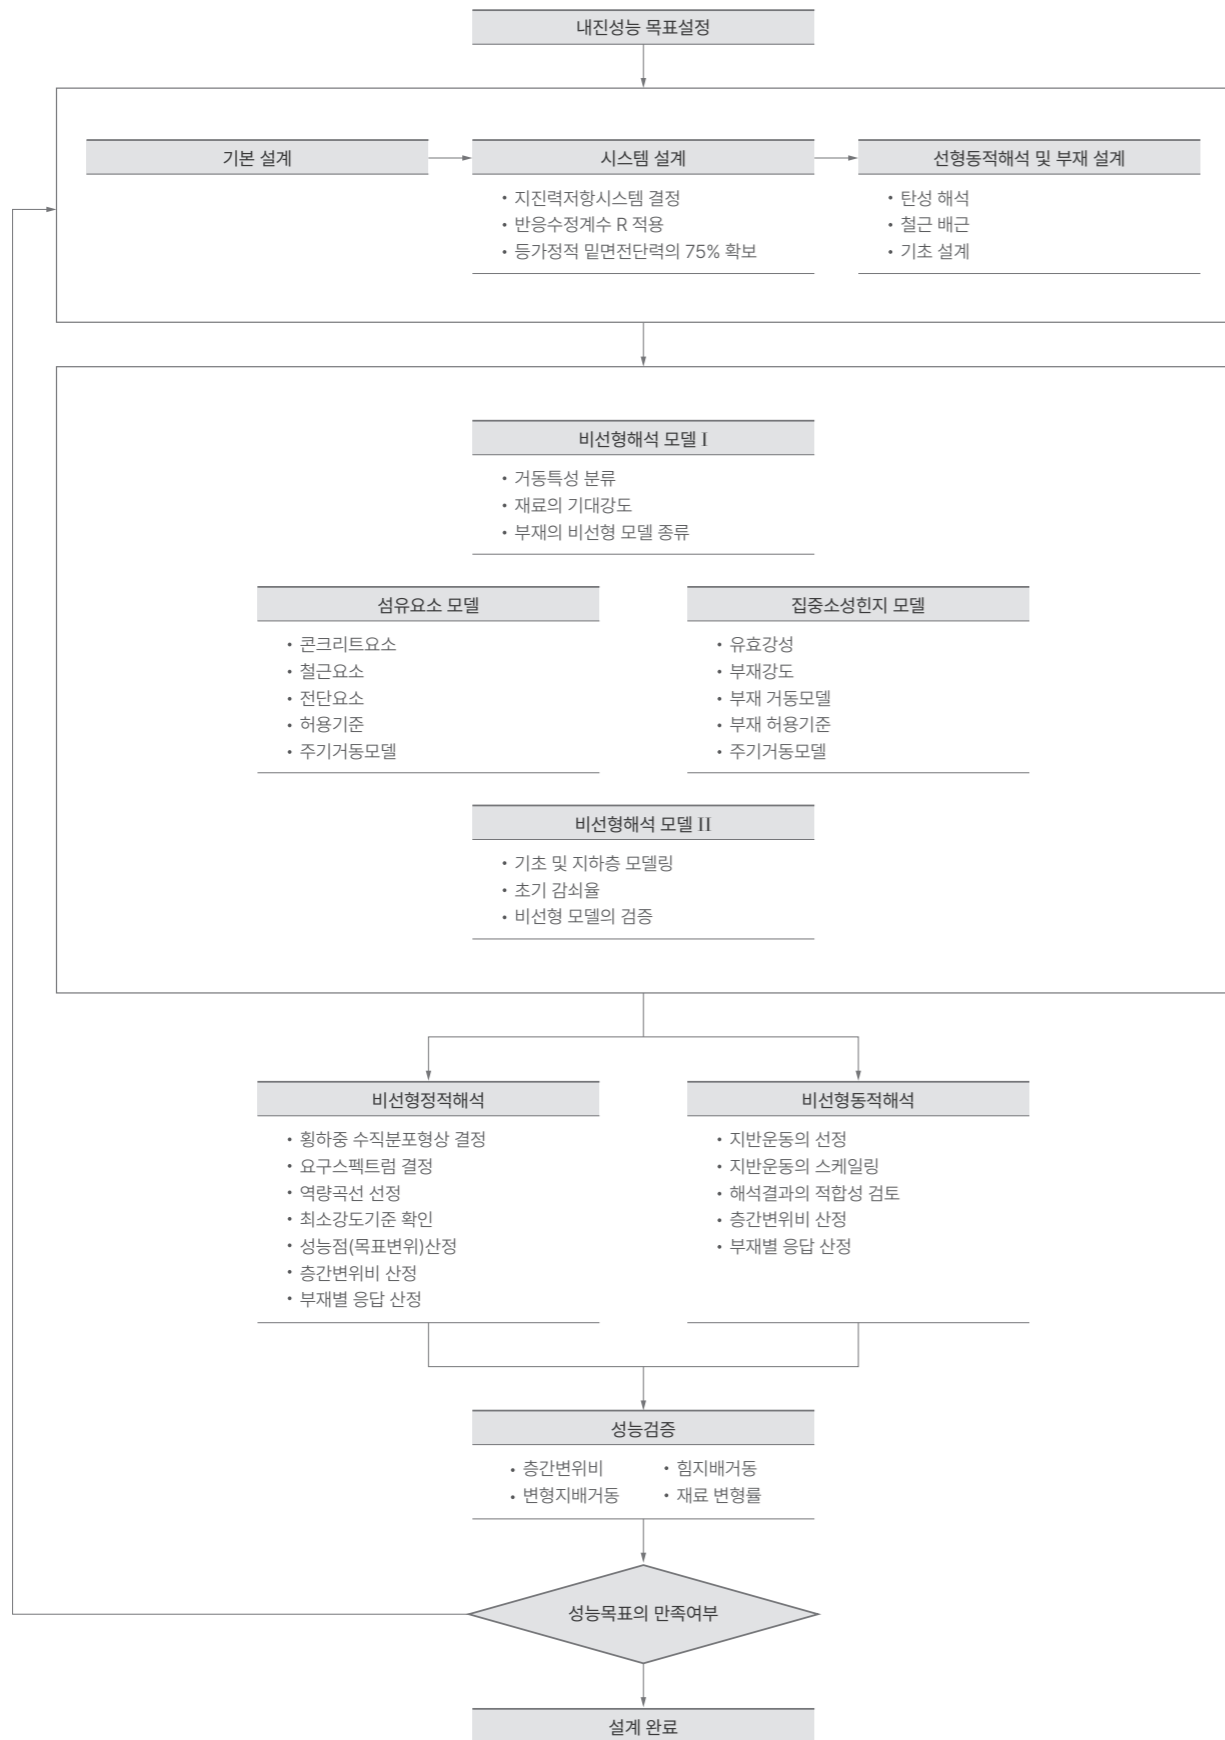 내진성능 목표설정
기본 설계
시스템 설계
• 지진력저항시스템 결정
• 반응수정계수 R 적용
• 등가정적 밑면전단력의 75% 확보
선형동적해석 및 부재 설계
• 탄성 해석
• 철근 배근
• 기초 설계
비선형해석 모델 I
• 거동특성 분류
• 재료의 기대강도
• 부재의 비선형 모델 종류
섬유요소 모델
• 콘크리트요소
• 철근요소
• 전단요소
• 허용기준
• 주기거동모델
집중소성힌지 모델
• 유효강성
• 부재강도
• 부재 거동모델
• 부재 허용기준
• 주기거동모델
비선형해석 모델 II
• 기초 및 지하층 모델링
• 초기 감쇠율
• 비선형 모델의 검증
비선형정적해석
• 횡하중 수직분포형상 결정
• 요구스펙트럼 결정
• 역량곡선 선정
• 최소강도기준 확인
• 성능점(목표변위)산정
• 층간변위비 산정
• 부재별 응답 산정
비선형동적해석
• 지반운동의 선정
• 지반운동의 스케일링
• 해석결과의 적합성 검토
• 층간변위비 산정
• 부재별 응답 산정
성능검증
• 층간변위비 • 힘지배거동
• 변형지배거동 • 재료 변형률
성능목표의 만족여부
설계 완료